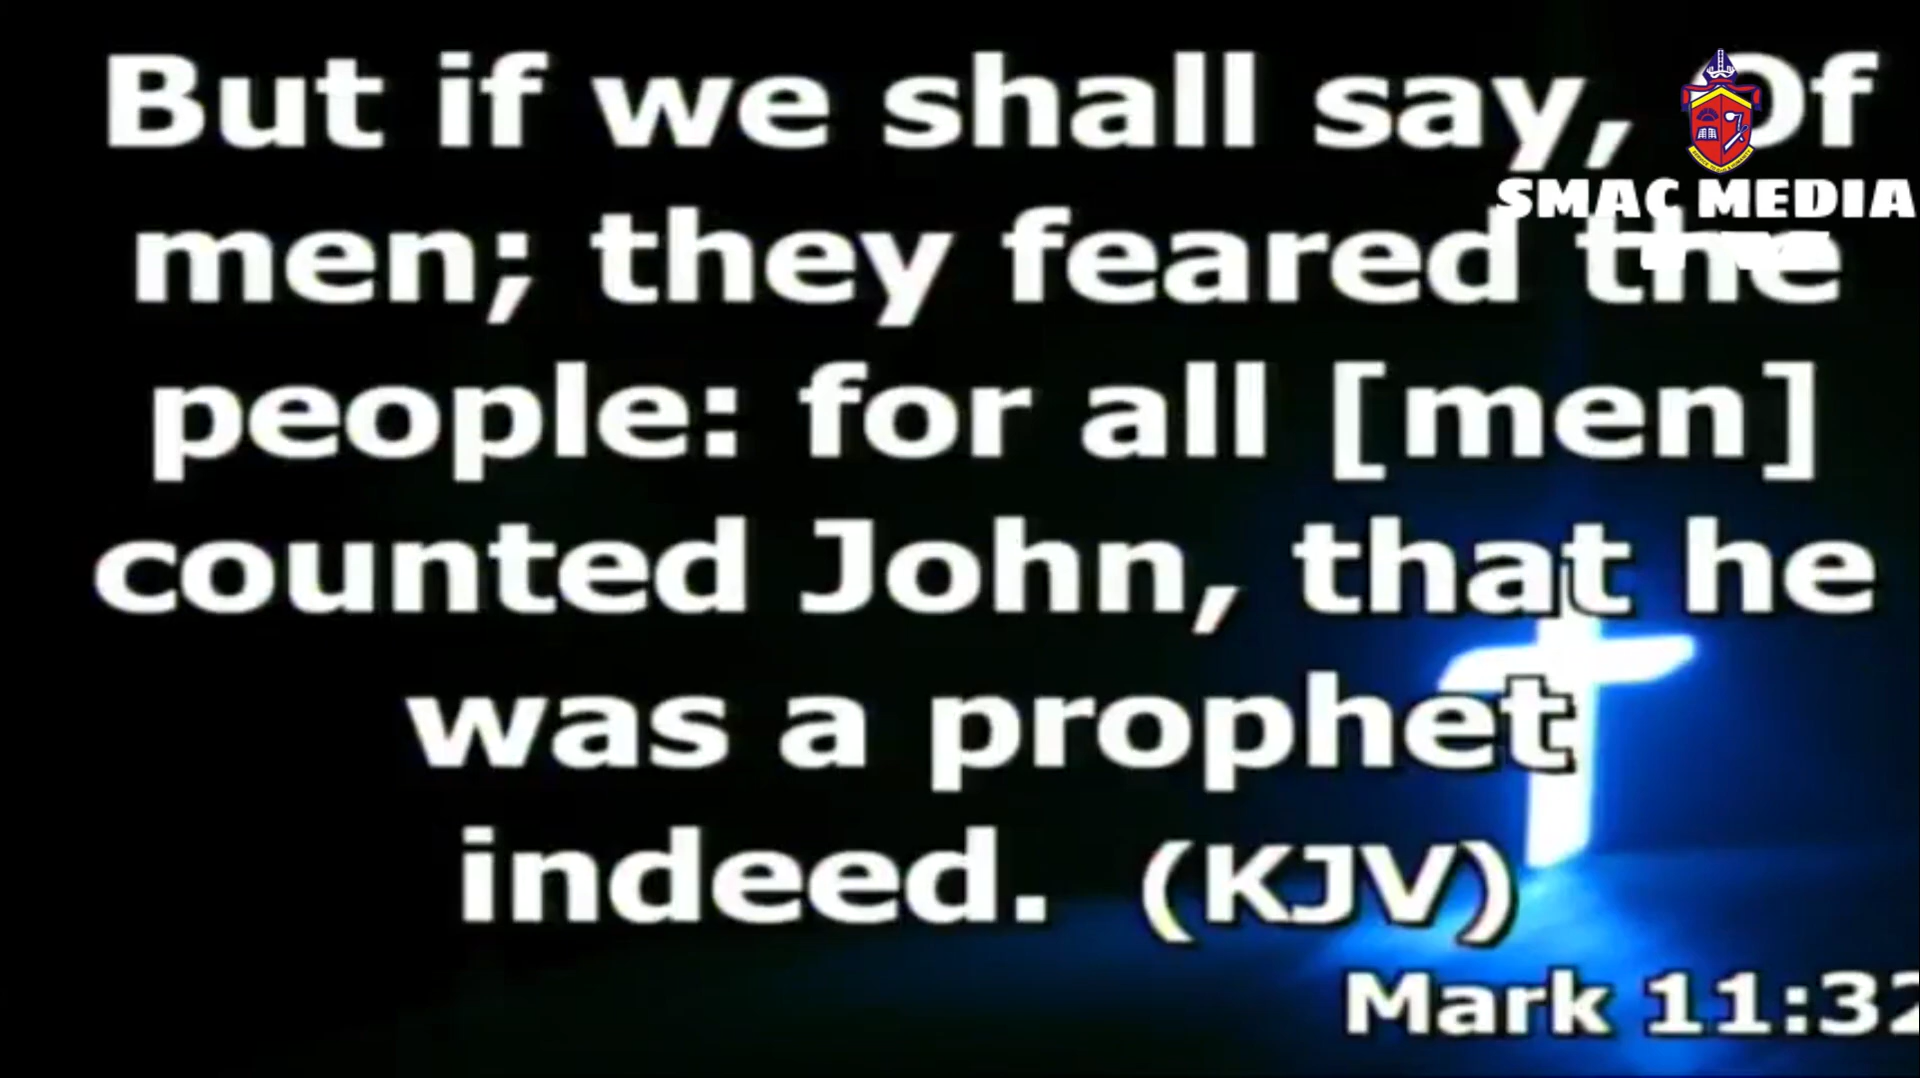 But if we shall say, Of
men; they feared the
people: for all [men]
counted John, that he
was a prophet
indeed. (KJV)
Mark 11:32
SMAC MEDIA